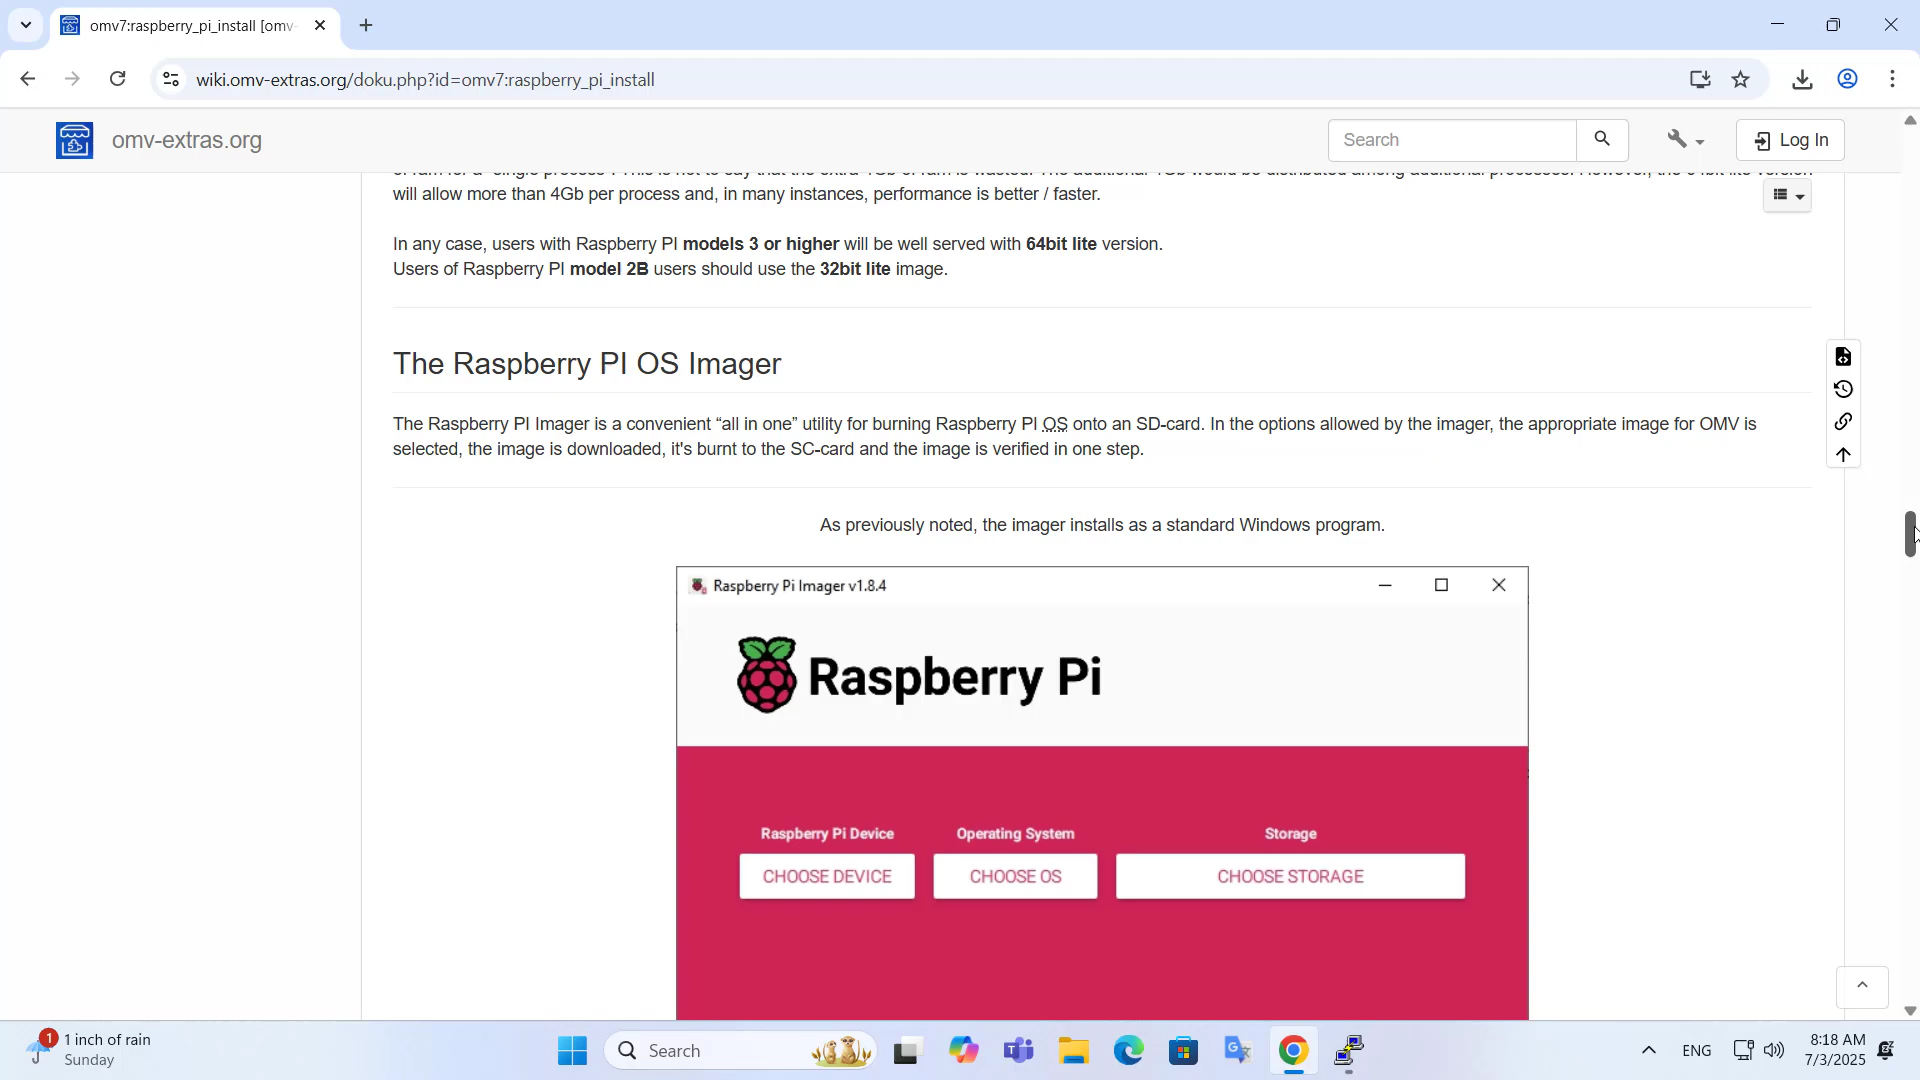 omv7:raspberry_pi_install [omv-
wiki.omv-extras.org/doku.php?id=omv7:raspberry_pi_install
omv-extras.org
Search
Log In
will allow more than 4Gb per process and, in many instances, performance is better / faster.
In any case, users with Raspberry PI models 3 or higher will be well served with 64bit lite version.
Users of Raspberry PI model 2B users should use the 32bit lite image.
The Raspberry PI OS Imager
The Raspberry PI Imager is a convenient “all in one” utility for burning Raspberry PI OS onto an SD-card. In the options allowed by the imager, the appropriate image for OMV is
selected, the image is downloaded, it's burnt to the SC-card and the image is verified in one step.
As previously noted, the imager installs as a standard Windows program.
Raspberry Pi Imager v1.8.4
Raspberry Pi
Raspberry Pi Device
Operating System
Storage
CHOOSE DEVICE
CHOOSE OS
CHOOSE STORAGE
1
1 inch of rain
Sunday
Search
ENG
8:18 AM
7/3/2025